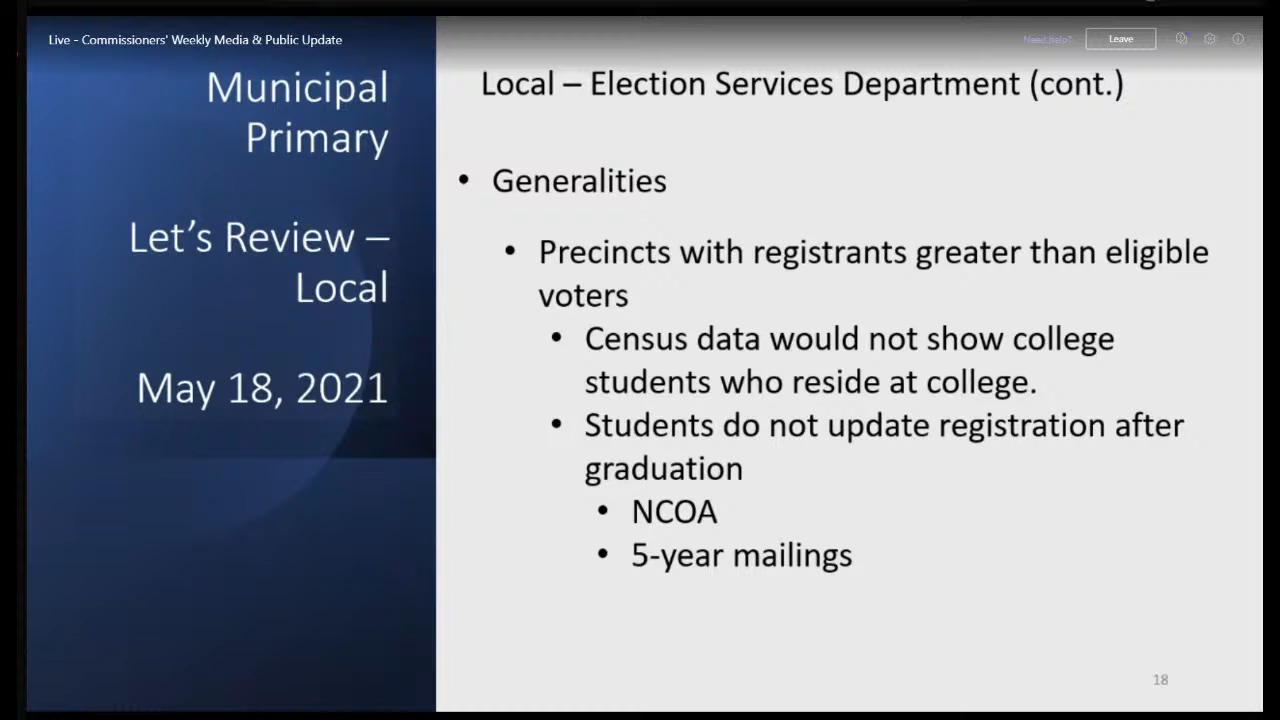 Live - Commissioners' Weekly Media & Public Update
Need help?
Leave
Municipal
Primary
Let's Review –
Local
May 18, 2021
Local – Election Services Department (cont.)
• Generalities
• Precincts with registrants greater than eligible
voters
• Census data would not show college
students who reside at college.
• Students do not update registration after
graduation
• NCOA
• 5-year mailings
18